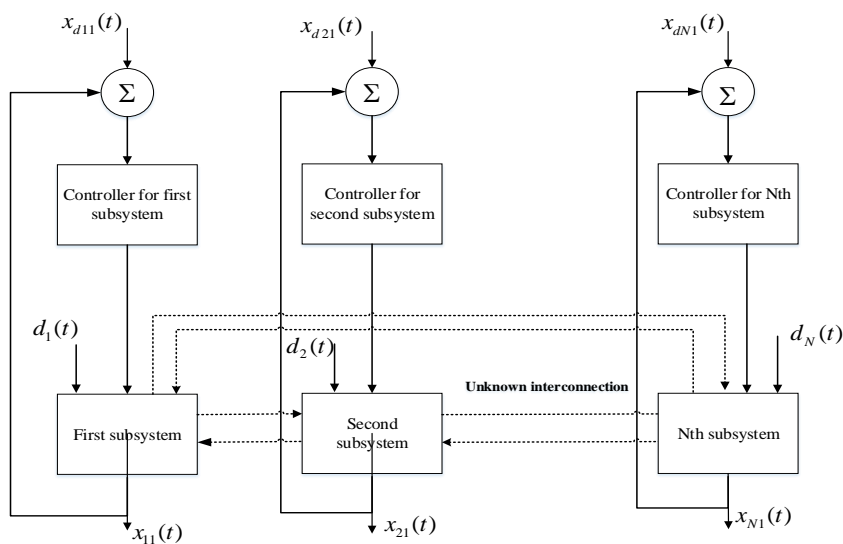 x_{d11}(t)
x_{d21}(t)
x_{dN1}(t)
Σ
Σ
Σ
Controller for first
subsystem
Controller for
second subsystem
Controller for Nth
subsystem
d_1(t)
d_2(t)
d_N(t)
Unknown interconnection
First subsystem
Second
subsystem
Nth subsystem
x_{11}(t)
x_{21}(t)
x_{N1}(t)